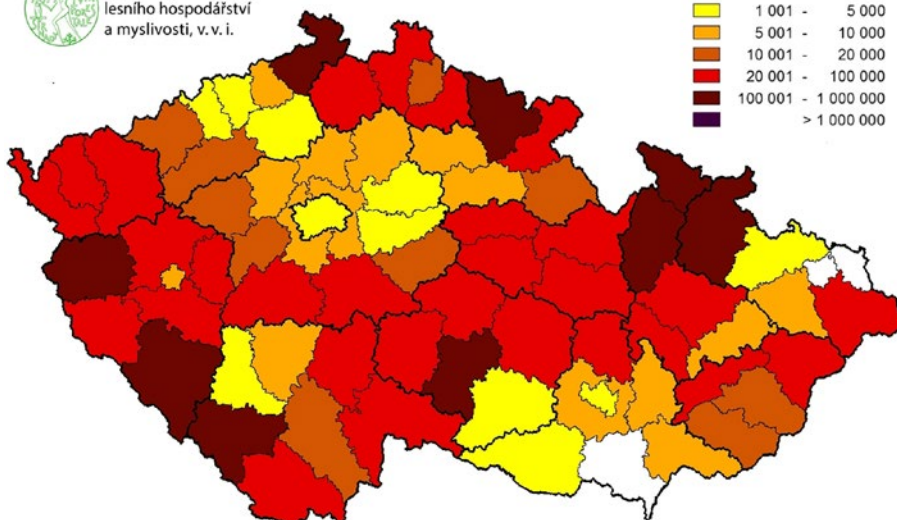 lesního hospodářství
a myslivosti, v. v. i.
1 001 - 5 000
5 001 - 10 000
10 001 - 20 000
20 001 - 100 000
100 001 - 1 000 000
> 1 000 000